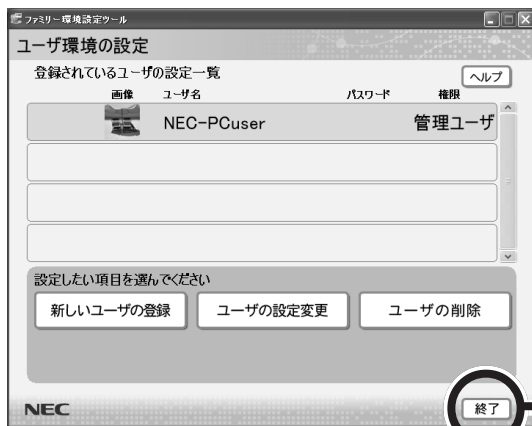 ファミリー環境設定ツール
ユーザ環境の設定
登録されているユーザの設定一覧
ヘルプ
画像 ユーザ名 パスワード 権限
NEC-PCuser 管理ユーザ
設定したい項目を選んでください
新しいユーザの登録 ユーザの設定変更 ユーザの削除
NEC 終了